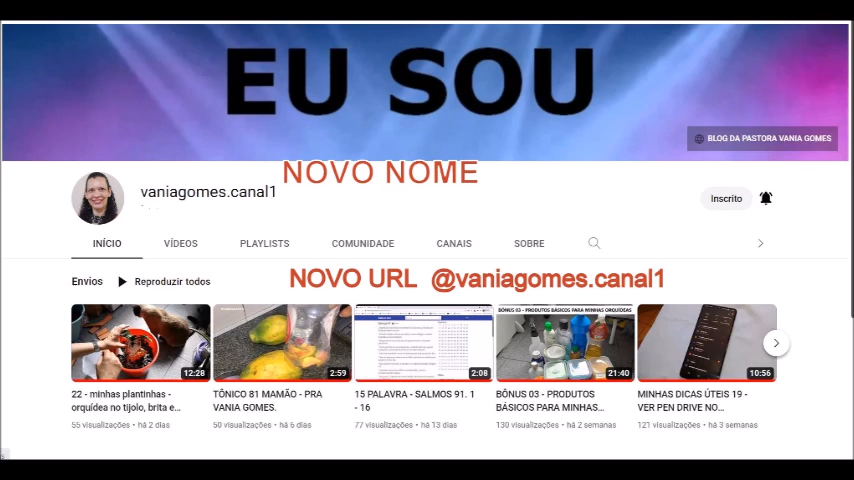 EU SOU
BLOG DA PASTORA VANIA GOMES
NOVO NOME
vaniagomes.canal1
Inscrito
INÍCIO VÍDEOS PLAYLISTS COMUNIDADE CANAIS SOBRE
NOVO URL @vaniagomes.canal1
Envios Reproduzir todos
BÔNUS 03 - PRODUTOS BÁSICOS PARA MINHAS ORQUÍDEAS
12:28 2:59 2:08 21:40 10:56
22 - minhas plantinhas -
orquídea no tijolo, brita e...
55 visualizações • há 2 dias
TÔNICO 81 MAMÃO - PRA
VANIA GOMES.
50 visualizações • há 6 dias
15 PALAVRA - SALMOS 91. 1
- 16
77 visualizações • há 13 dias
BÔNUS 03 - PRODUTOS
BÁSICOS PARA MINHAS...
130 visualizações • há 2 semanas
MINHAS DICAS ÚTEIS 19 -
VER PEN DRIVE NO...
121 visualizações • há 3 semanas